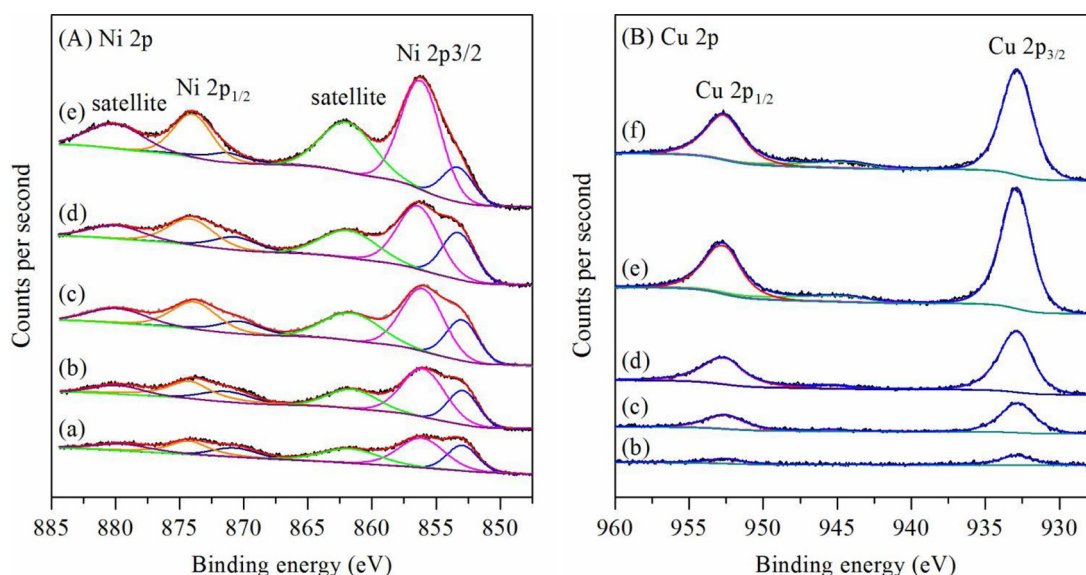 (A) Ni 2p
Ni 2p3/2
Ni 2p1/2
satellite
satellite
(e)
(d)
(c)
(b)
(a)
Counts per second
885 880 875 870 865 860 855 850
Binding energy (eV)
(B) Cu 2p
Cu 2p3/2
Cu 2p1/2
(f)
(e)
(d)
(c)
(b)
Counts per second
960 955 950 945 940 935 930
Binding energy (eV)